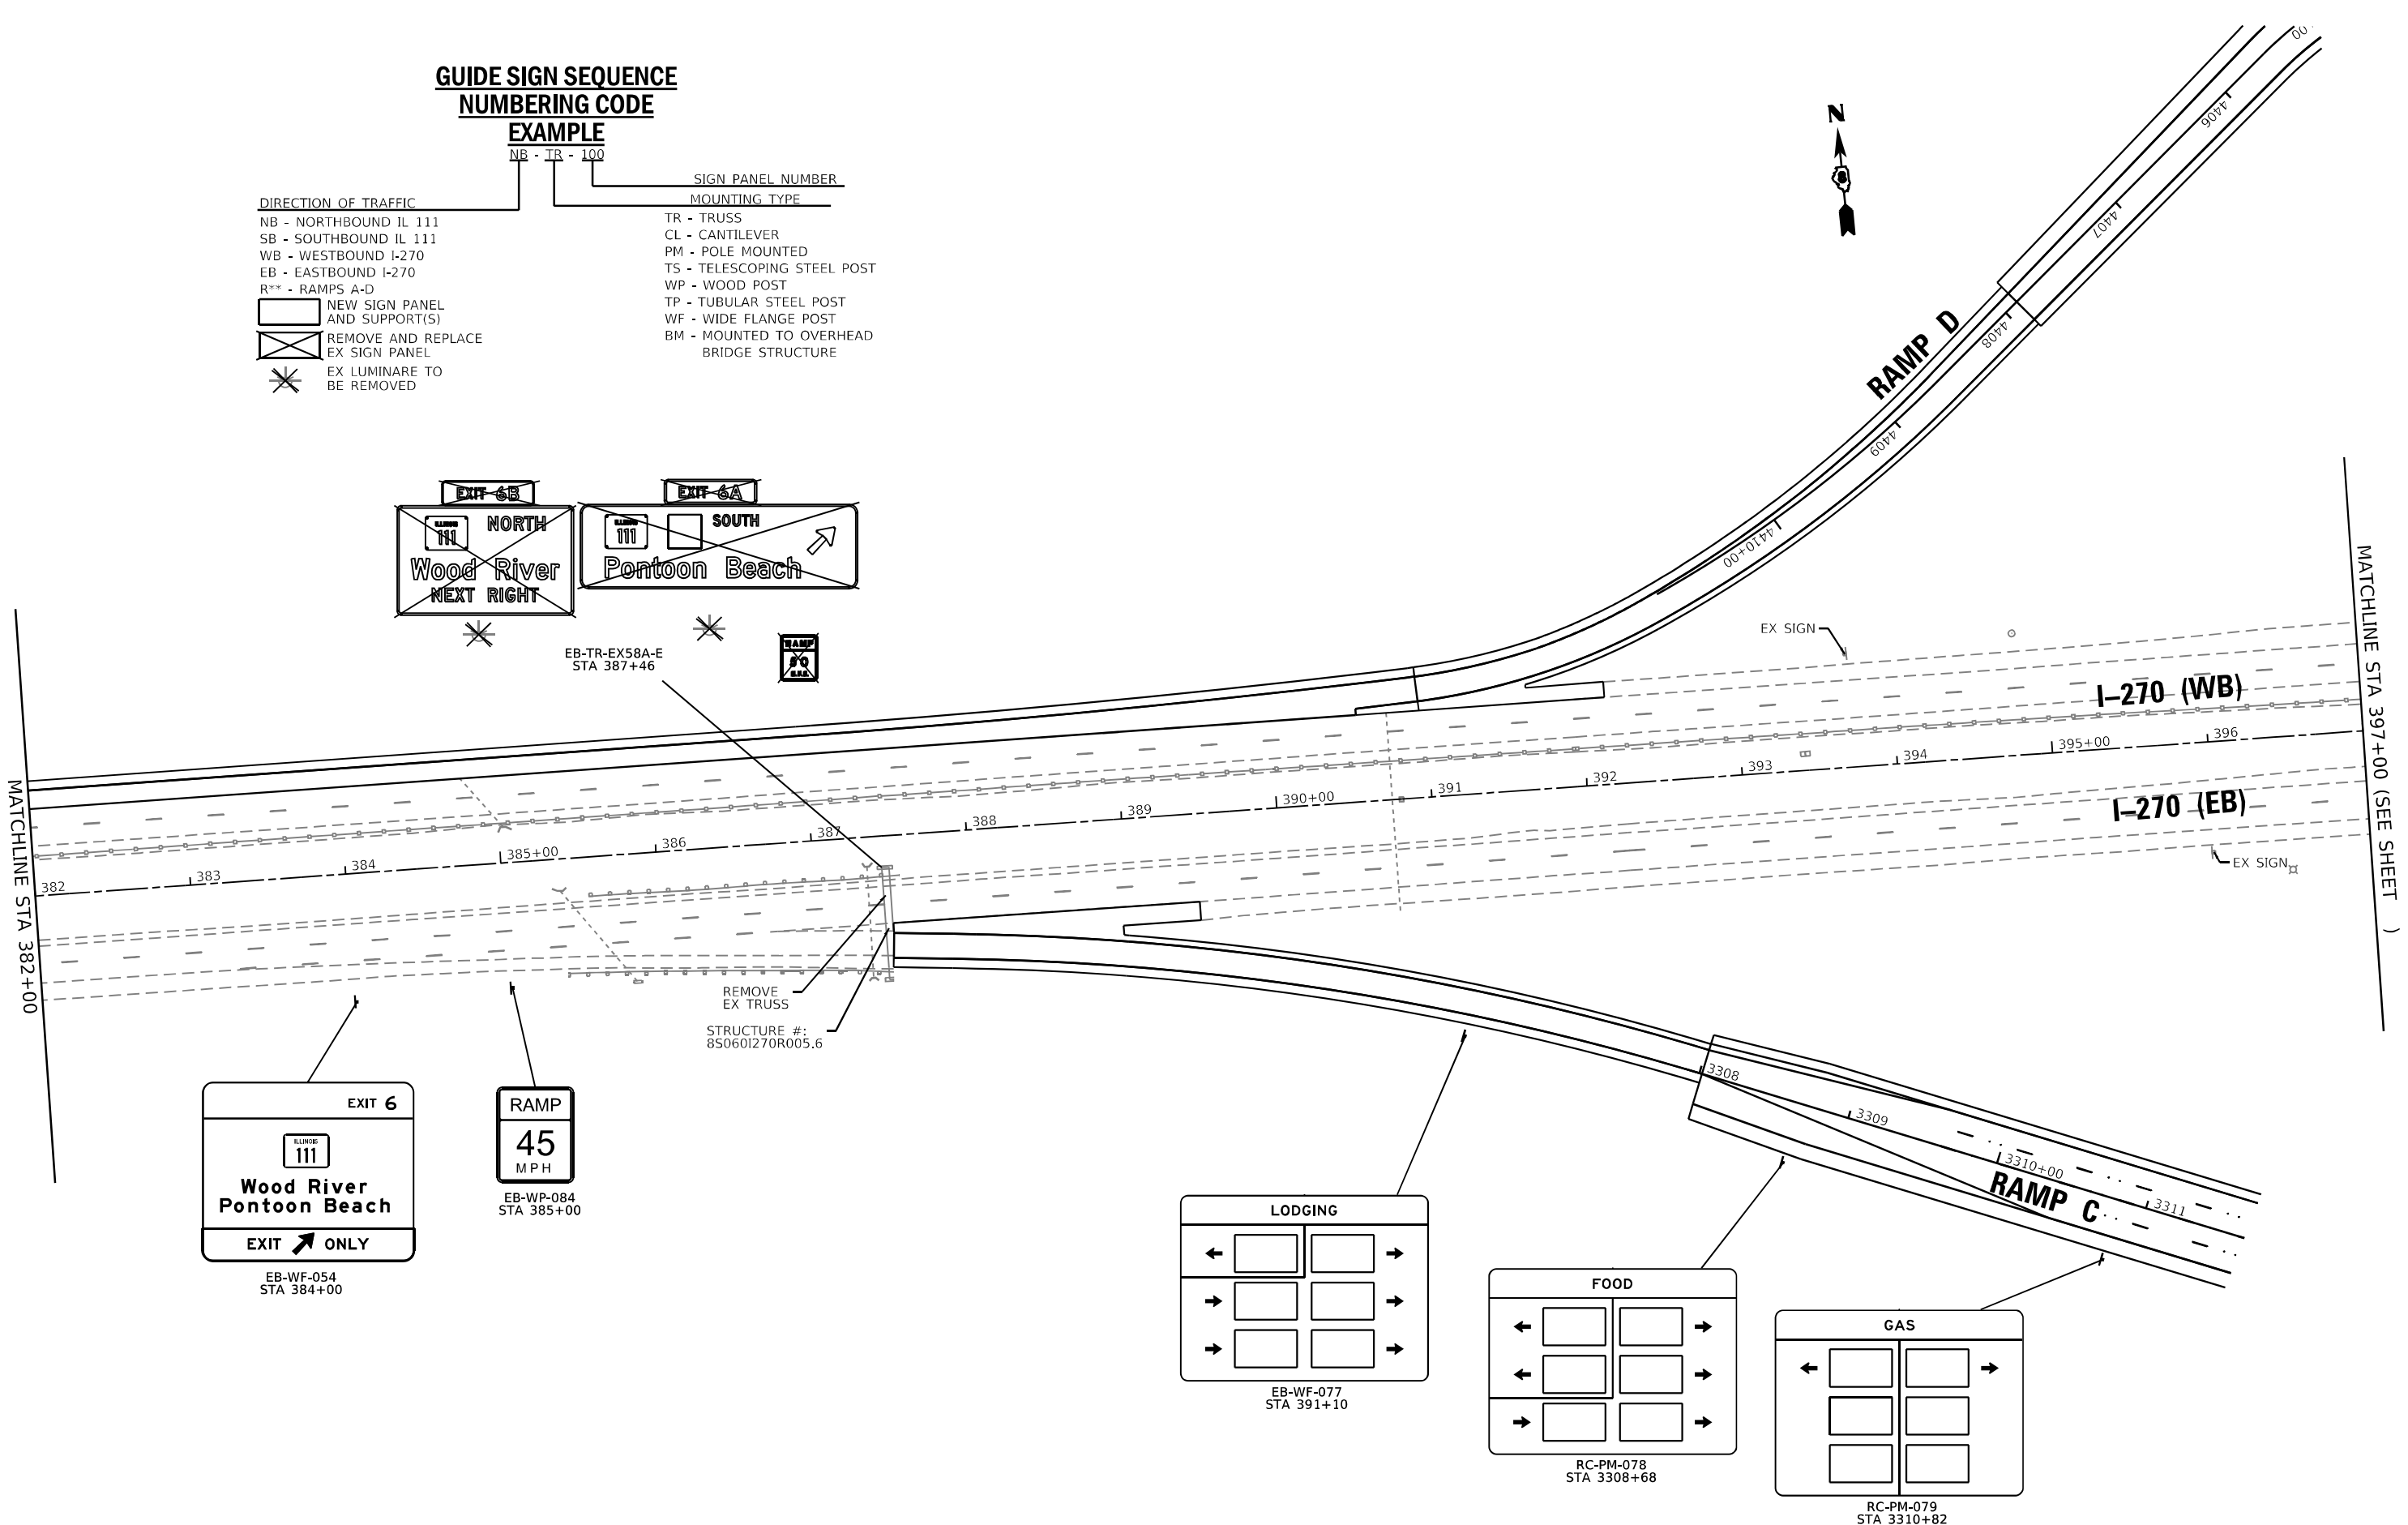 GUIDE SIGN SEQUENCE
NUMBERING CODE
EXAMPLE
NB - TR - 100
SIGN PANEL NUMBER
MOUNTING TYPE
DIRECTION OF TRAFFIC
NB - NORTHBOUND IL 111
SB - SOUTHBOUND IL 111
WB - WESTBOUND I-270
EB - EASTBOUND I-270
R** - RAMPS A-D
NEW SIGN PANEL
AND SUPPORT(S)
REMOVE AND REPLACE
EX SIGN PANEL
EX LUMINARE TO
BE REMOVED
TR - TRUSS
CL - CANTILEVER
PM - POLE MOUNTED
TS - TELESCOPING STEEL POST
WP - WOOD POST
TP - TUBULAR STEEL POST
WF - WIDE FLANGE POST
BM - MOUNTED TO OVERHEAD
BRIDGE STRUCTURE
N
8
00
4406
4407
4408
4409
4410+00
RAMP D
EXIT 6B
ILLINOIS
111
NORTH
Wood River
NEXT RIGHT
EXIT 6A
ILLINOIS
111
SOUTH
Pontoon Beach
RAMP
50
M.P.H.
EB-TR-EX58A-E
STA 387+46
EX SIGN
I-270 (WB)
I-270 (EB)
EX SIGN
MATCHLINE STA 382+00
MATCHLINE STA 397+00 (SEE SHEET )
382
383
384
385+00
386
387
388
389
390+00
391
392
393
394
395+00
396
REMOVE
EX TRUSS
STRUCTURE #:
8S060I270R005.6
EXIT 6
ILLINOIS
111
Wood River
Pontoon Beach
EXIT ONLY
EB-WF-054
STA 384+00
RAMP
45
MPH
EB-WP-084
STA 385+00
3308
3309
3310+00
3311
RAMP C
LODGING
EB-WF-077
STA 391+10
FOOD
RC-PM-078
STA 3308+68
GAS
RC-PM-079
STA 3310+82